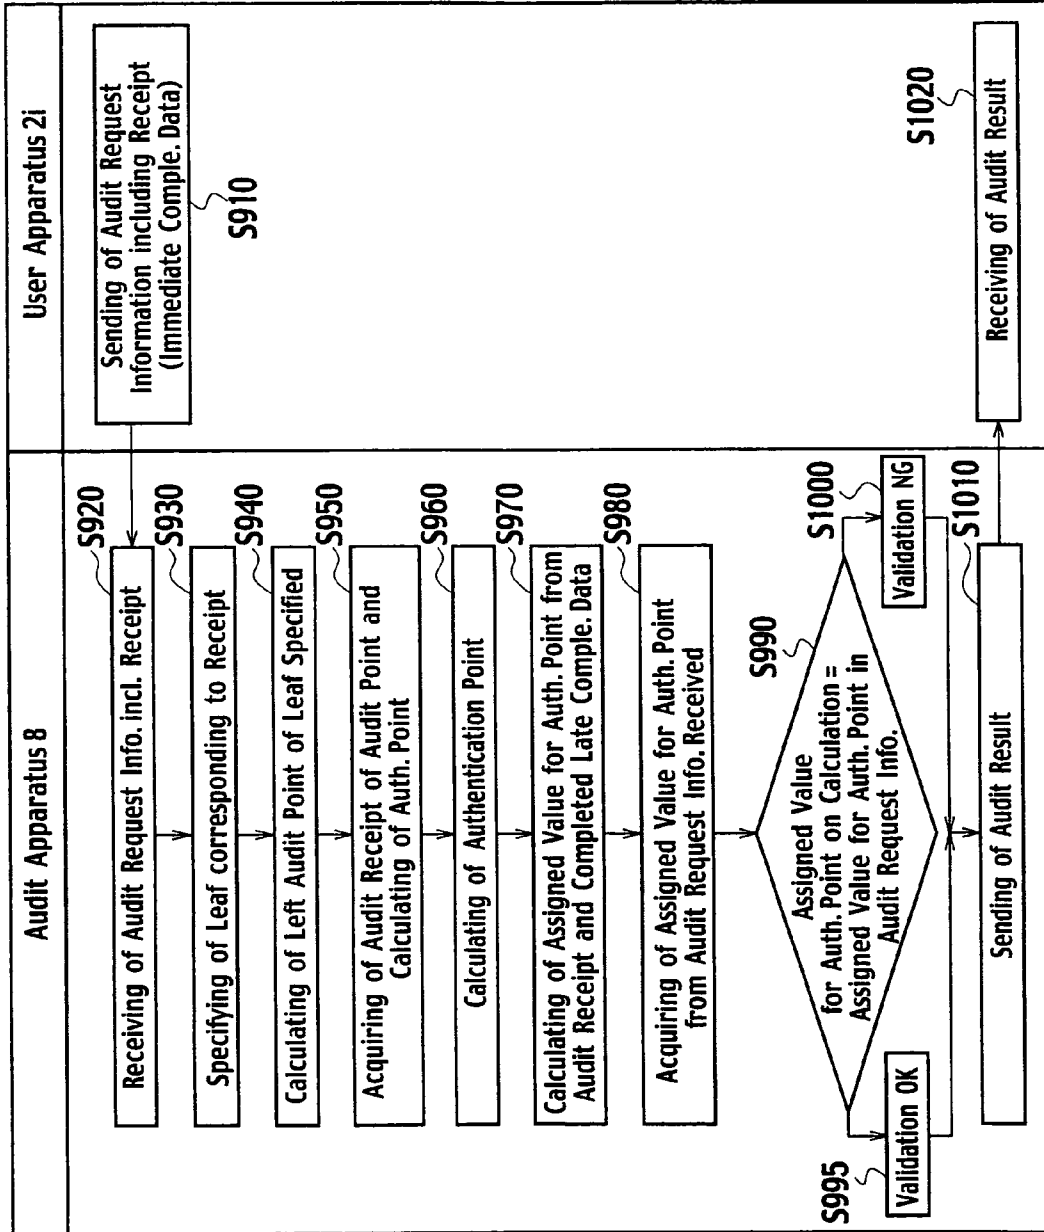 Audit Apparatus 8
User Apparatus 2i
Sending of Audit Request
Information including Receipt
(Immediate Comple. Data)
S910
S920
Receiving of Audit Request Info. incl. Receipt
S930
Specifying of Leaf corresponding to Receipt
S940
Calculating of Left Audit Point of Leaf Specified
S950
Acquiring of Audit Receipt of Audit Point and
Calculating of Auth. Point
S960
Calculating of Authentication Point
S970
Calculating of Assigned Value for Auth. Point from
Audit Receipt and Completed Late Comple. Data
S980
Acquiring of Assigned Value for Auth. Point
from Audit Request Info. Received
S990
Assigned Value
for Auth. Point on Calculation =
Assigned Value for Auth. Point in
Audit Request Info.
S995
Validation OK
S1000
Validation NG
S1010
Sending of Audit Result
S1020
Receiving of Audit Result